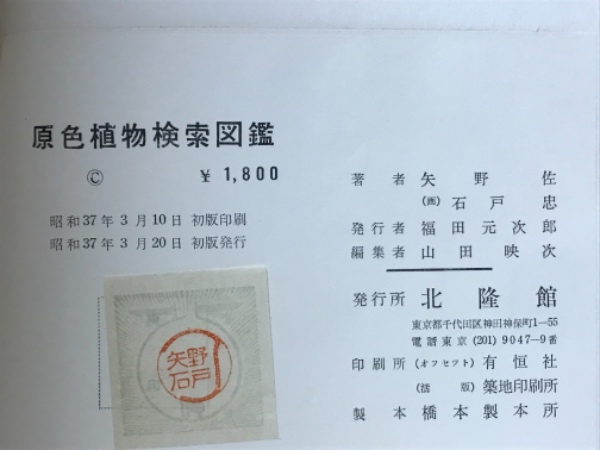 原色植物検索図鑑
© ¥ 1,800
昭和37年3月10日 初版印刷
昭和37年3月20日 初版発行
矢野
石戸
著者 矢野佐
(画) 石戸忠
発行者 福田元次郎
編集者 山田映次
発行所 北隆館
東京都千代田区神田神保町1—55
電話東京 (201) 9047—9番
印刷所 (オフセット) 有恒社
(活版) 築地印刷所
製本 橋本製本所